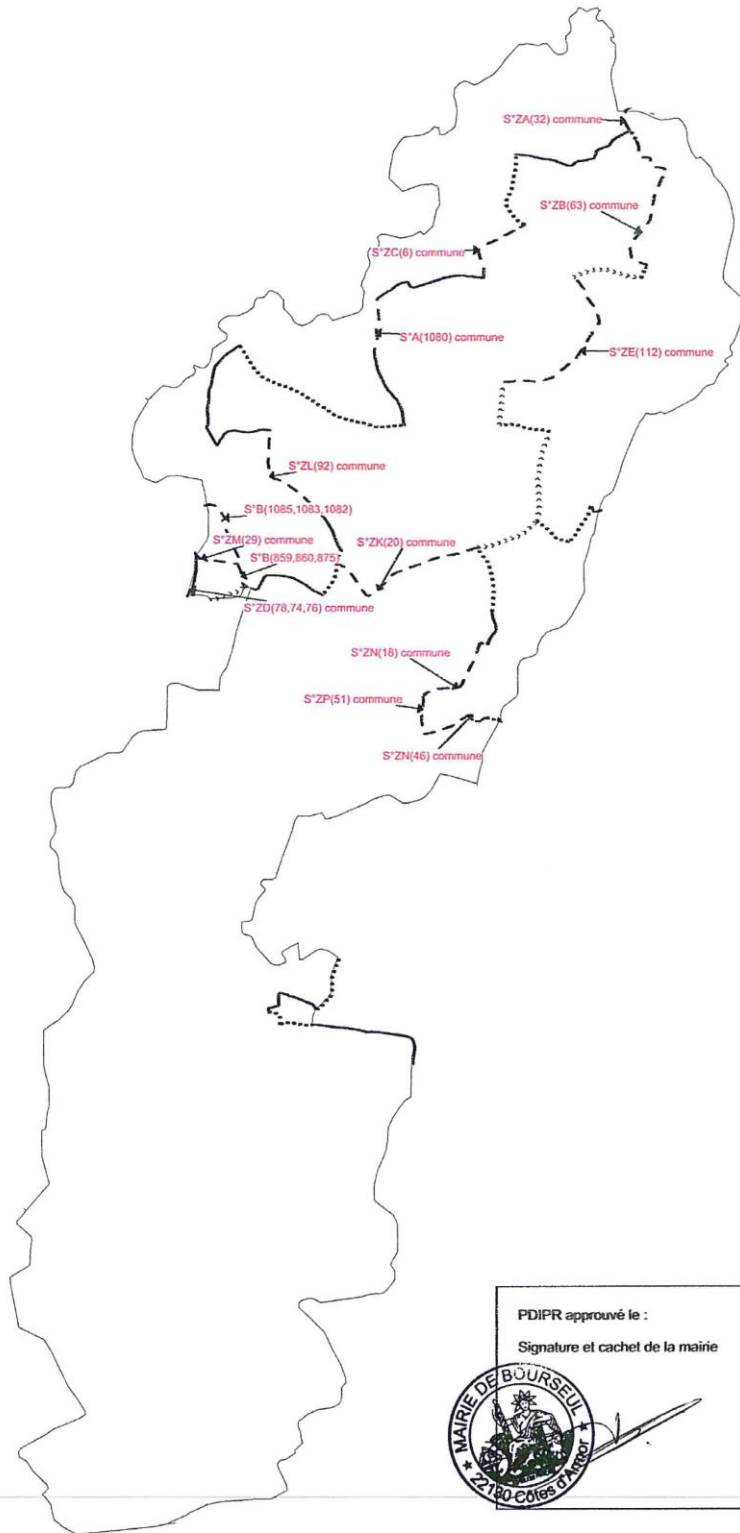 S°ZA(32) commune
S°ZB(63) commune
S°ZC(6) commune
S°A(1080) commune
S°ZE(112) commune
S°ZL(92) commune
S°B(1085,1083,1082)
S°ZM(29) commune
S°ZK(20) commune
S°B(859,860,875)
S°ZD(78,74,76) commune
S°ZN(18) commune
S°ZP(51) commune
S°ZN(46) commune
PDIPR approuvé le :
Signature et cachet de la mairie
MAIRIE DE BOURSEUL
22130 Côtes d'Armor